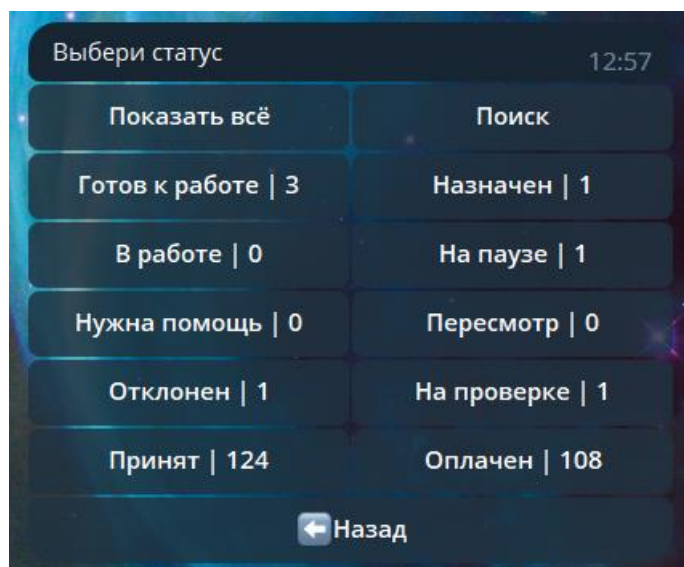 Выбери статус
12:57
Показать всё
Поиск
Готов к работе | 3
Назначен | 1
В работе | 0
На паузе | 1
Нужна помощь | 0
Пересмотр | 0
Отклонен | 1
На проверке | 1
Принят | 124
Оплачен | 108
⬅️Назад